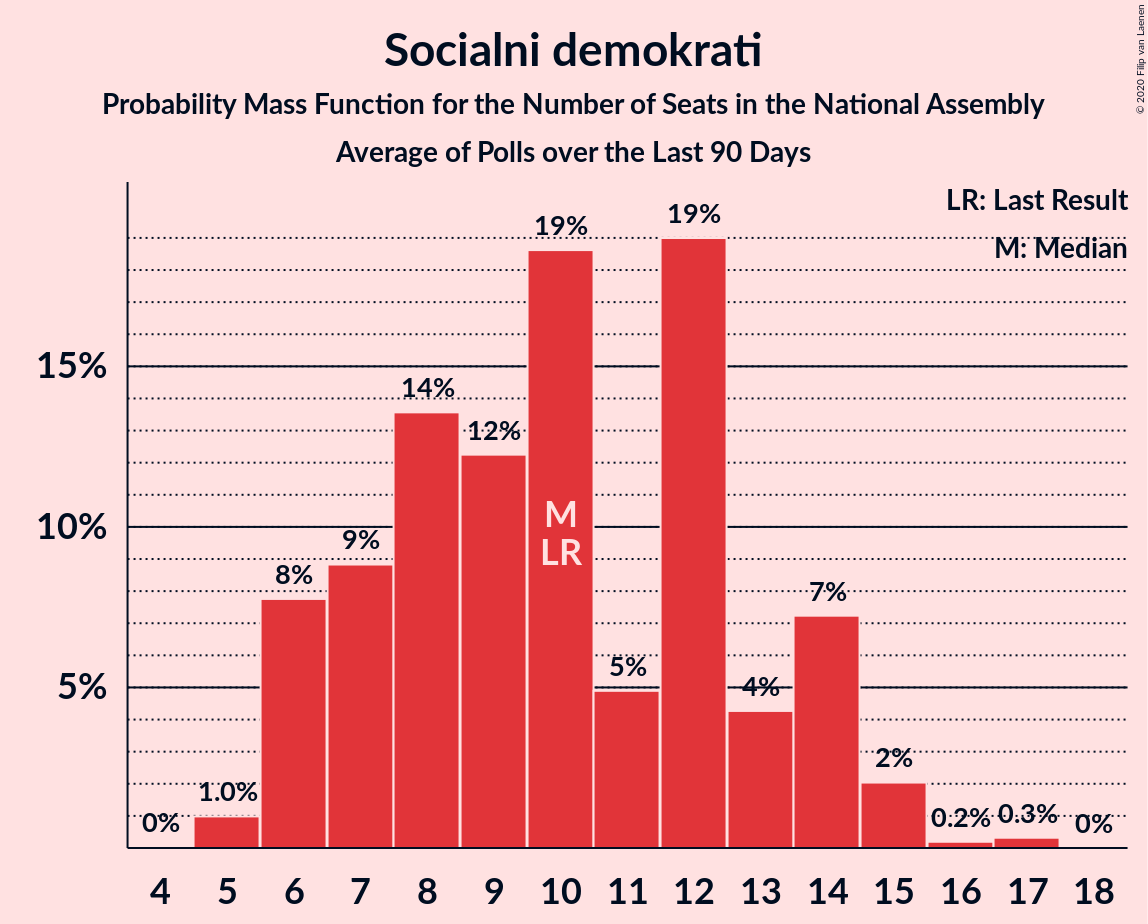 Socialni demokrati
Probability Mass Function for the Number of Seats in the National Assembly
Average of Polls over the Last 90 Days
© 2020 Filip van Laenen
LR: Last Result
M: Median
15%
10%
5%
0%
1.0%
8%
9%
14%
12%
19%
5%
19%
4%
7%
2%
0.2%
0.3%
0%
M
LR
4 5 6 7 8 9 10 11 12 13 14 15 16 17 18